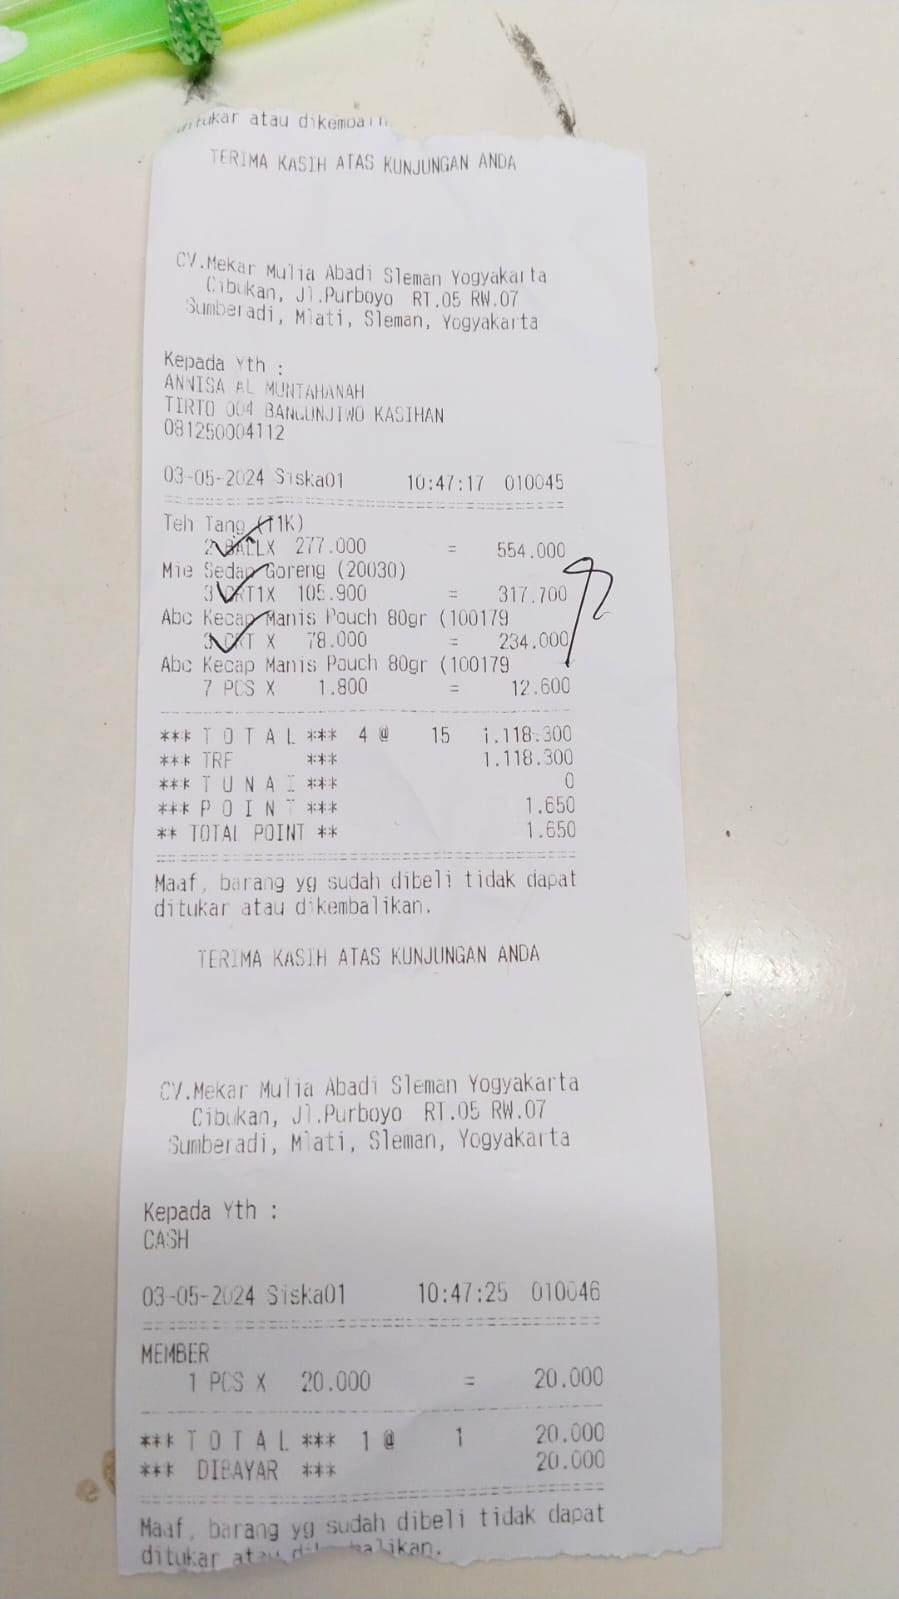 ditukar atau dikembali
TERIMA KASIH ATAS KUNJUNGAN ANDA
CV.Mekar Mulia Abadi Sleman Yogyakarta
Cibukan, Jl.Purboyo RT.05 RW.07
Sumberadi, Mlati, Sleman, Yogyakarta
Kepada Yth :
ANNISA AL MUNTAHANAH
TIRTO 004 BANGUNJIWO KASIHAN
081250004112
03-05-2024 Siska01 10:47:17 010045
Teh Tang (T1K)
2 BALLX 277.000 = 554.000
Mie Sedap Goreng (20030)
3 CRT1X 105.900 = 317.700
Abc Kecap Manis Pouch 80gr (100179
3 CRT X 78.000 = 234.000
Abc Kecap Manis Pouch 80gr (100179
7 PCS X 1.800 = 12.600
*** T O T A L *** 4 @ 15 1.118.300
*** TRF *** 1.118.300
*** T U N A I *** 0
*** P O I N T *** 1.650
** TOTAL POINT ** 1.650
Maaf, barang yg sudah dibeli tidak dapat
ditukar atau dikembalikan.
TERIMA KASIH ATAS KUNJUNGAN ANDA
CV.Mekar Mulia Abadi Sleman Yogyakarta
Cibukan, Jl.Purboyo RT.05 RW.07
Sumberadi, Mlati, Sleman, Yogyakarta
Kepada Yth :
CASH
03-05-2024 Siska01 10:47:25 010046
MEMBER
1 PCS X 20.000 = 20.000
*** T O T A L *** 1 @ 1 20.000
*** DIBAYAR *** 20.000
Maaf, barang yg sudah dibeli tidak dapat
ditukar atau dikembalikan.